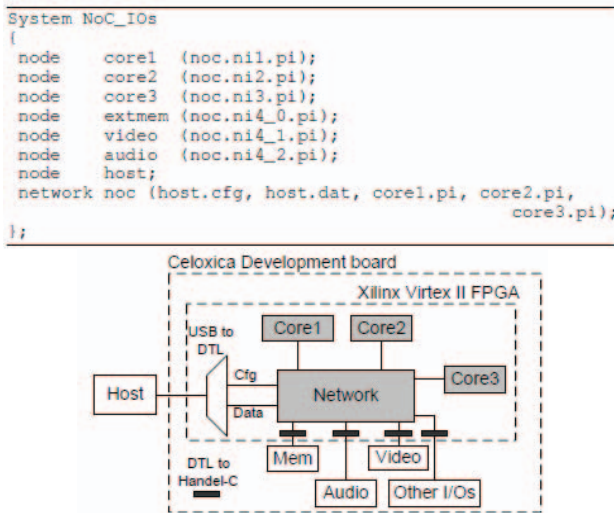 System NoC_IOs
{
node core1 (noc.ni1.pi);
node core2 (noc.ni2.pi);
node core3 (noc.ni3.pi);
node extmem (noc.ni4_0.pi);
node video (noc.ni4_1.pi);
node audio (noc.ni4_2.pi);
node host;
network noc (host.cfg, host.dat, core1.pi, core2.pi,
core3.pi);
};
Celoxica Development board
Xilinx Virtex II FPGA
USB to
DTL
Core1
Core2
Core3
Cfg
Host
Network
Data
Mem
Video
DTL to
Handel-C
Audio
Other I/Os